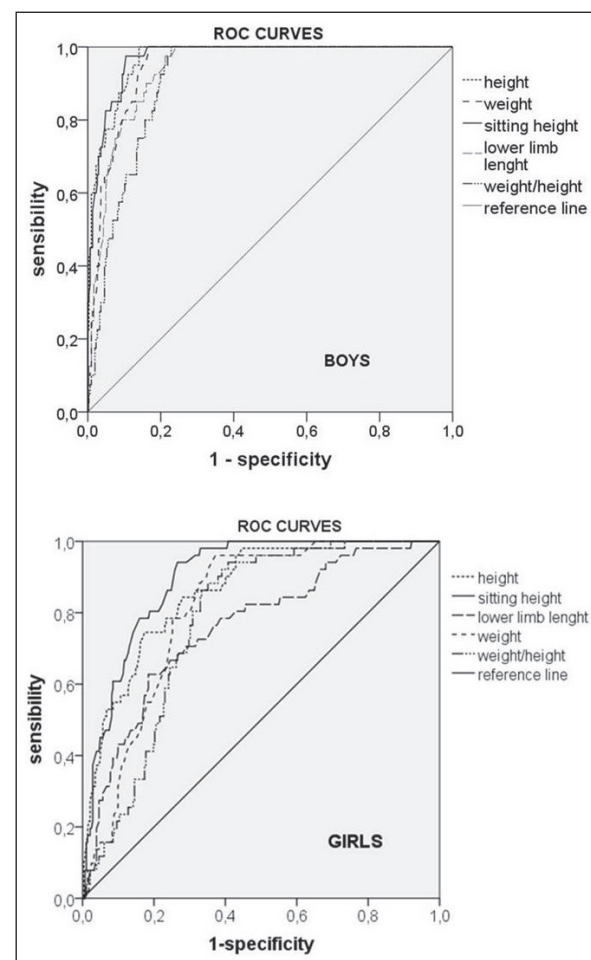 ROC CURVES
1,0
0,8
0,6
0,4
0,2
0,0
sensibility
0,0 0,2 0,4 0,6 0,8 1,0
1 - specificity
BOYS
height
weight
sitting height
lower limb
lenght
weight/height
reference line
ROC CURVES
1,0
0,8
0,6
0,4
0,2
0,0
sensibility
0,0 0,2 0,4 0,6 0,8 1,0
1-specificity
GIRLS
height
sitting height
lower limb lenght
weight
weight/height
reference line